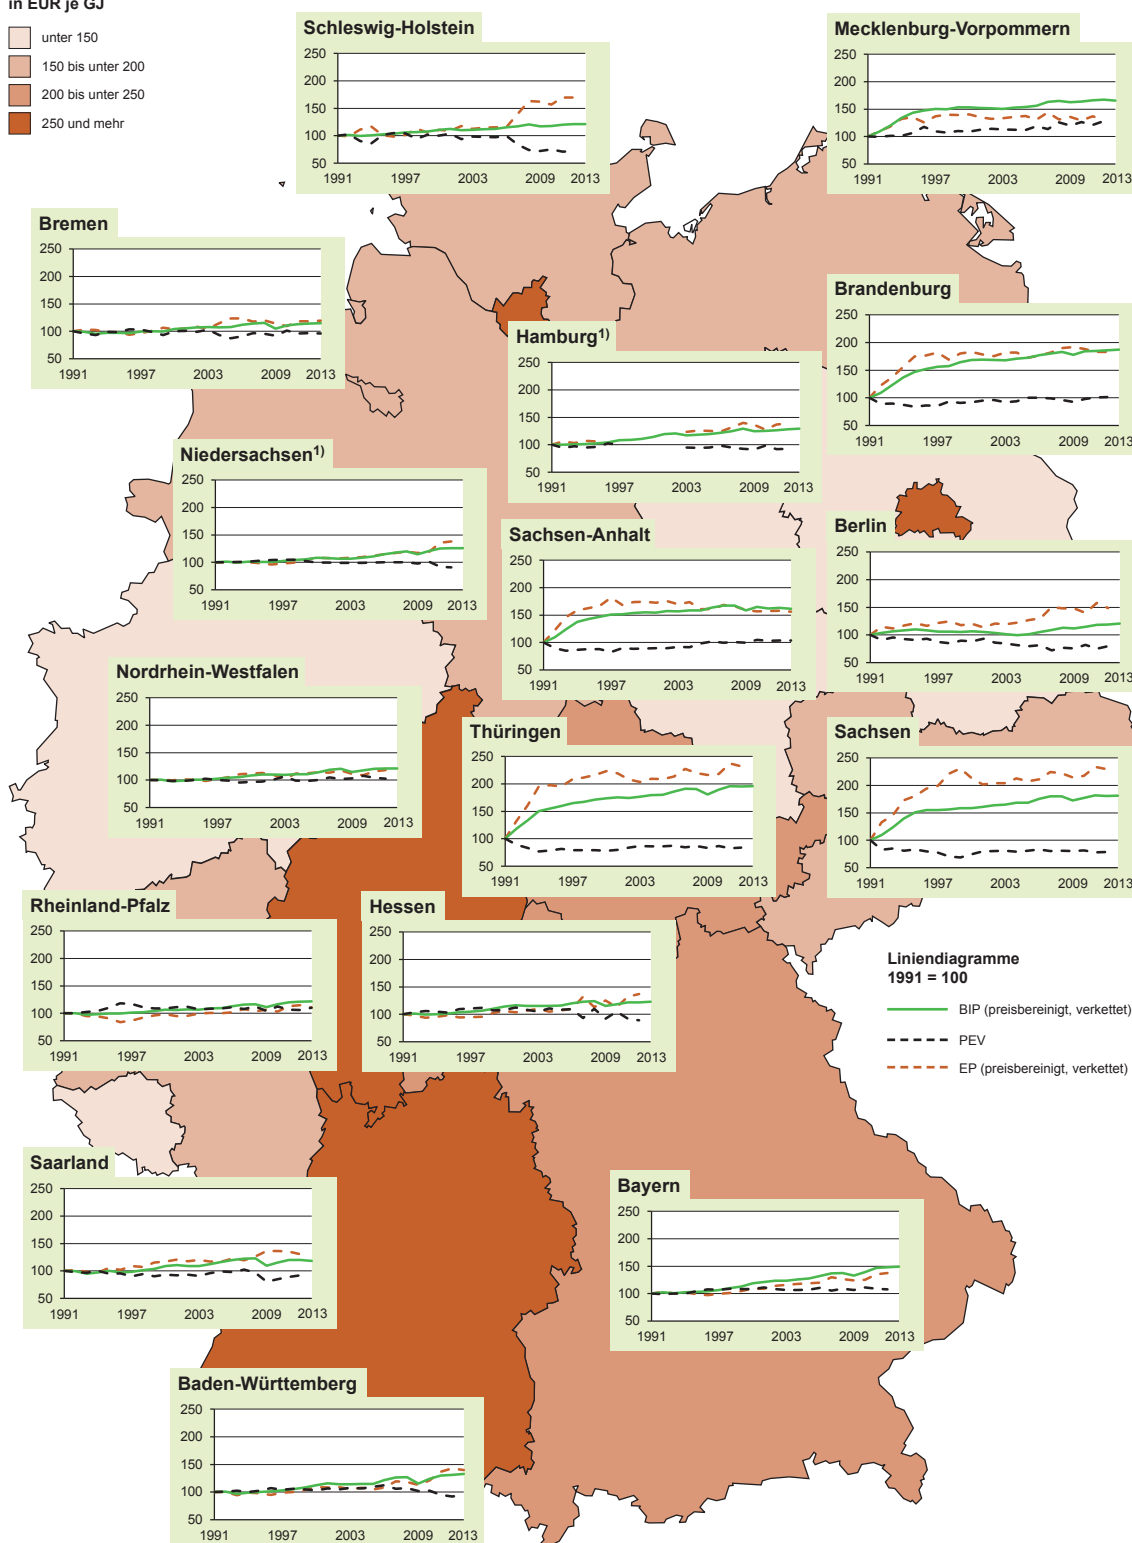 in EUR je GJ
unter 150
150 bis unter 200
200 bis unter 250
250 und mehr
Schleswig-Holstein
250
200
150
100
50
1991 1997 2003 2009 2013
Mecklenburg-Vorpommern
250
200
150
100
50
1991 1997 2003 2009 2013
Bremen
250
200
150
100
50
1991 1997 2003 2009 2013
Brandenburg
250
200
150
100
50
1991 1997 2003 2009 2013
Hamburg1)
250
200
150
100
50
1991 1997 2003 2009 2013
Niedersachsen1)
250
200
150
100
50
1991 1997 2003 2009 2013
Sachsen-Anhalt
250
200
150
100
50
1991 1997 2003 2009 2013
Berlin
250
200
150
100
50
1991 1997 2003 2009 2013
Nordrhein-Westfalen
250
200
150
100
50
1991 1997 2003 2009 2013
Thüringen
250
200
150
100
50
1991 1997 2003 2009 2013
Sachsen
250
200
150
100
50
1991 1997 2003 2009 2013
Rheinland-Pfalz
250
200
150
100
50
1991 1997 2003 2009 2013
Hessen
250
200
150
100
50
1991 1997 2003 2009 2013
Liniendiagramme
1991 = 100
BIP (preisbereinigt, verkettet)
PEV
EP (preisbereinigt, verkettet)
Saarland
250
200
150
100
50
1991 1997 2003 2009 2013
Bayern
250
200
150
100
50
1991 1997 2003 2009 2013
Baden-Württemberg
250
200
150
100
50
1991 1997 2003 2009 2013